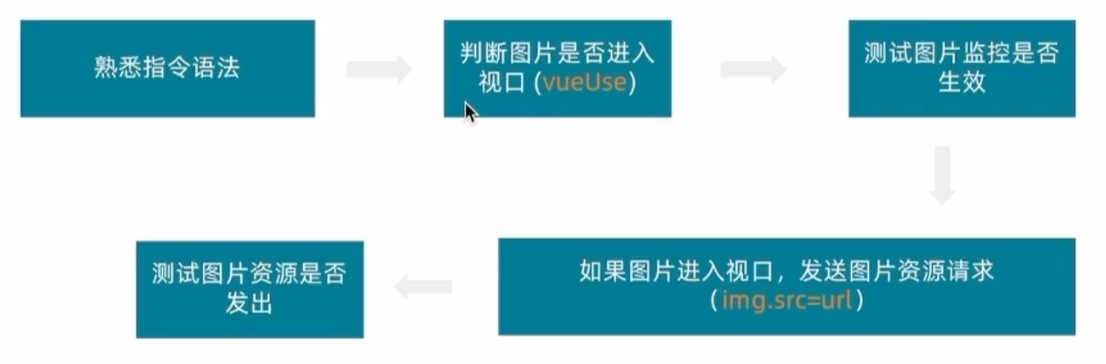 熟悉指令语法
判断图片是否进入
视口 (vueUse)
测试图片监控是否
生效
如果图片进入视口，发送图片资源请求
（img.src=url）
测试图片资源是否
发出